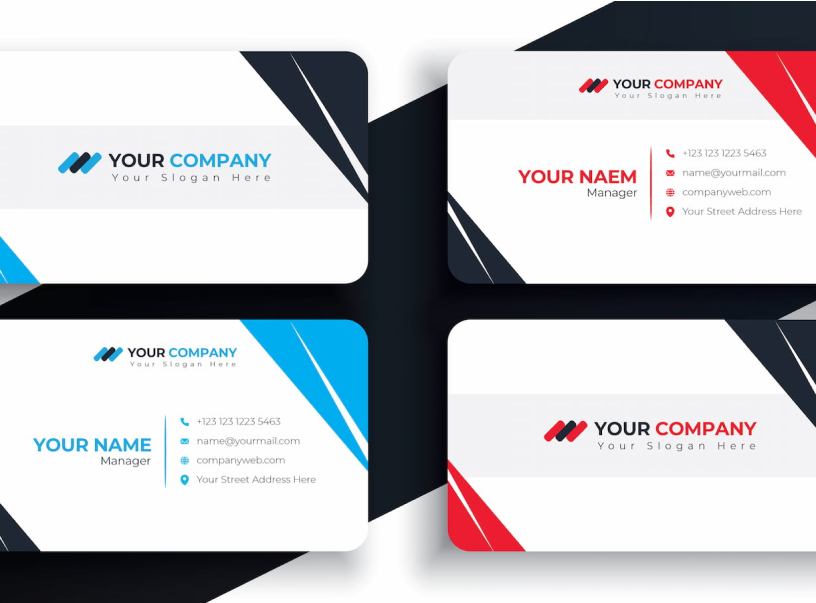 YOUR COMPANY
Your Slogan Here
YOUR COMPANY
Your Slogan Here
YOUR NAEM
Manager
+123 123 1223 5463
name@yourmail.com
companyweb.com
Your Street Address Here
YOUR COMPANY
Your Slogan Here
YOUR NAME
Manager
+123 123 1223 5463
name@yourmail.com
companyweb.com
Your Street Address Here
YOUR COMPANY
Your Slogan Here